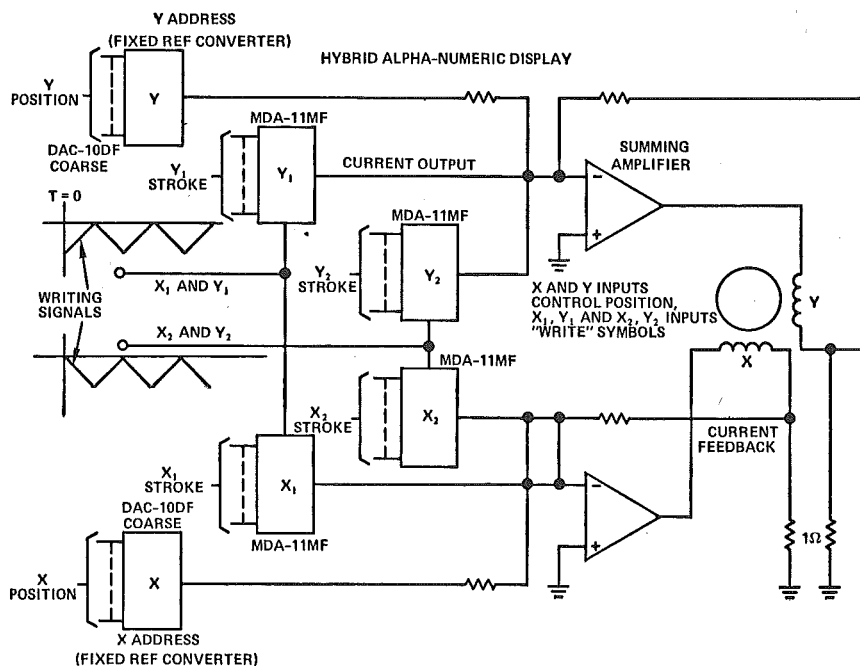 Y ADDRESS
(FIXED REF CONVERTER)
HYBRID ALPHA-NUMERIC DISPLAY
Y
POSITION
Y
DAC-10DF
COARSE
MDA-11MF
Y1
STROKE
Y1
CURRENT OUTPUT
SUMMING
AMPLIFIER
T = 0
MDA-11MF
Y2
STROKE
Y2
WRITING
SIGNALS
X1 AND Y1
X2 AND Y2
X AND Y INPUTS
CONTROL POSITION,
X1, Y1 AND X2, Y2 INPUTS
"WRITE" SYMBOLS
Y
X
MDA-11MF
X2
STROKE
X2
CURRENT
FEEDBACK
X1
STROKE
X1
MDA-11MF
DAC-10DF
COARSE
1Ω
X
POSITION
X
X ADDRESS
(FIXED REF CONVERTER)
−
+
−
+